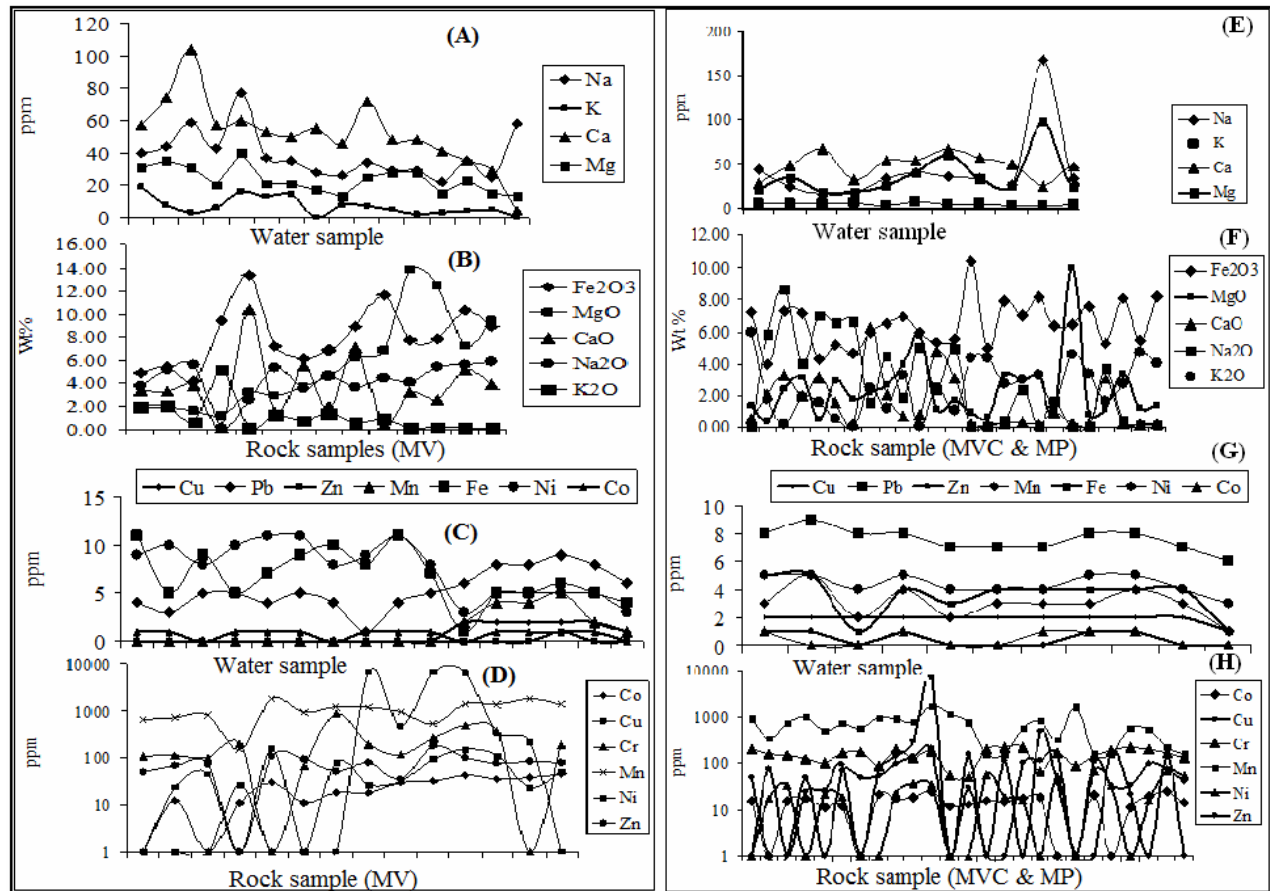 (A)
120
100
80
60
40
20
0
ppm
Na
K
Ca
Mg
Water sample
(B)
16.00
14.00
12.00
10.00
8.00
6.00
4.00
2.00
0.00
Wt%
Fe2O3
MgO
CaO
Na2O
K2O
Rock samples (MV)
Cu Pb Zn Mn Fe Ni Co
(C)
15
10
5
0
ppm
Water sample
(D)
10000
1000
100
10
1
ppm
Co
Cu
Cr
Mn
Ni
Zn
Rock sample (MV)
(E)
200
150
100
50
0
ppm
Na
K
Ca
Mg
Water sample
(F)
12.00
10.00
8.00
6.00
4.00
2.00
0.00
Wt%
Fe2O3
MgO
CaO
Na2O
K2O
Rock sample (MVC & MP)
(G)
Cu Pb Zn Mn Fe Ni Co
10
8
6
4
2
0
ppm
Water sample
(H)
10000
1000
100
10
1
ppm
Co
Cu
Cr
Mn
Ni
Zn
Rock sample (MVC & MP)